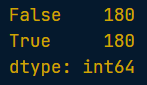 False    180
True     180
dtype: int64